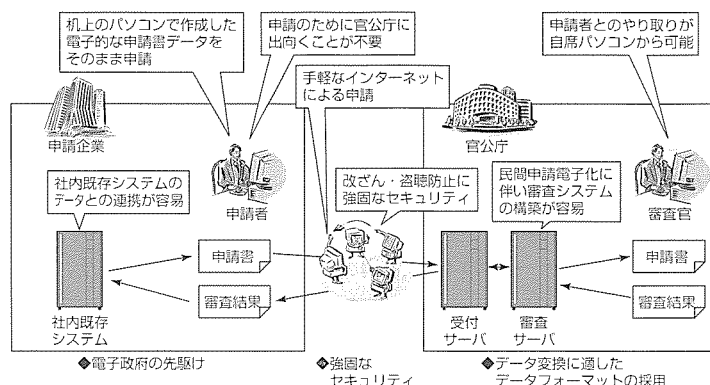 机上のパソコンで作成した
電子的な申請書データを
そのまま申請
申請のために官公庁に
出向くことが不要
申請者とのやり取りが
自席パソコンから可能
手軽なインターネット
による申請
申請企業
官公庁
社内既存システムの
データとの連携が容易
申請者
改ざん・盗聴防止に
強固なセキュリティ
民間申請電子化に
伴い審査システム
の構築が容易
審査官
申請書
審査結果
申請書
審査結果
社内既存
システム
受付
サーバ
審査
サーバ
◆電子政府の先駆け
◆強固な
セキュリティ
◆データ変換に適した
データフォーマットの採用